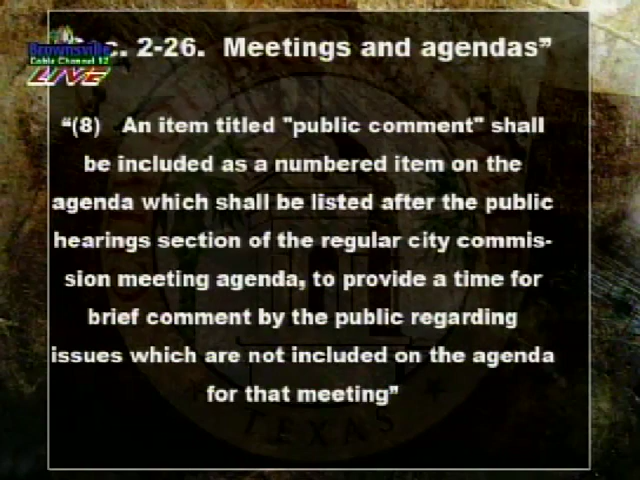 Brownsville
Cable Channel 12
LIVE
c. 2-26. Meetings and agendas”
“(8) An item titled "public comment" shall
be included as a numbered item on the
agenda which shall be listed after the public
hearings section of the regular city commis-
sion meeting agenda, to provide a time for
brief comment by the public regarding
issues which are not included on the agenda
for that meeting”
TEXAS